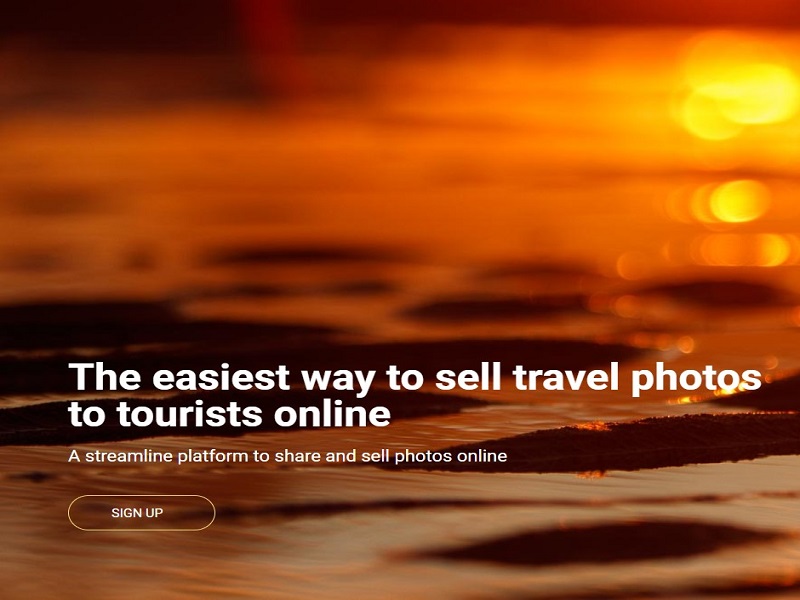 The easiest way to sell travel photos
to tourists online
A streamline platform to share and sell photos online
SIGN UP